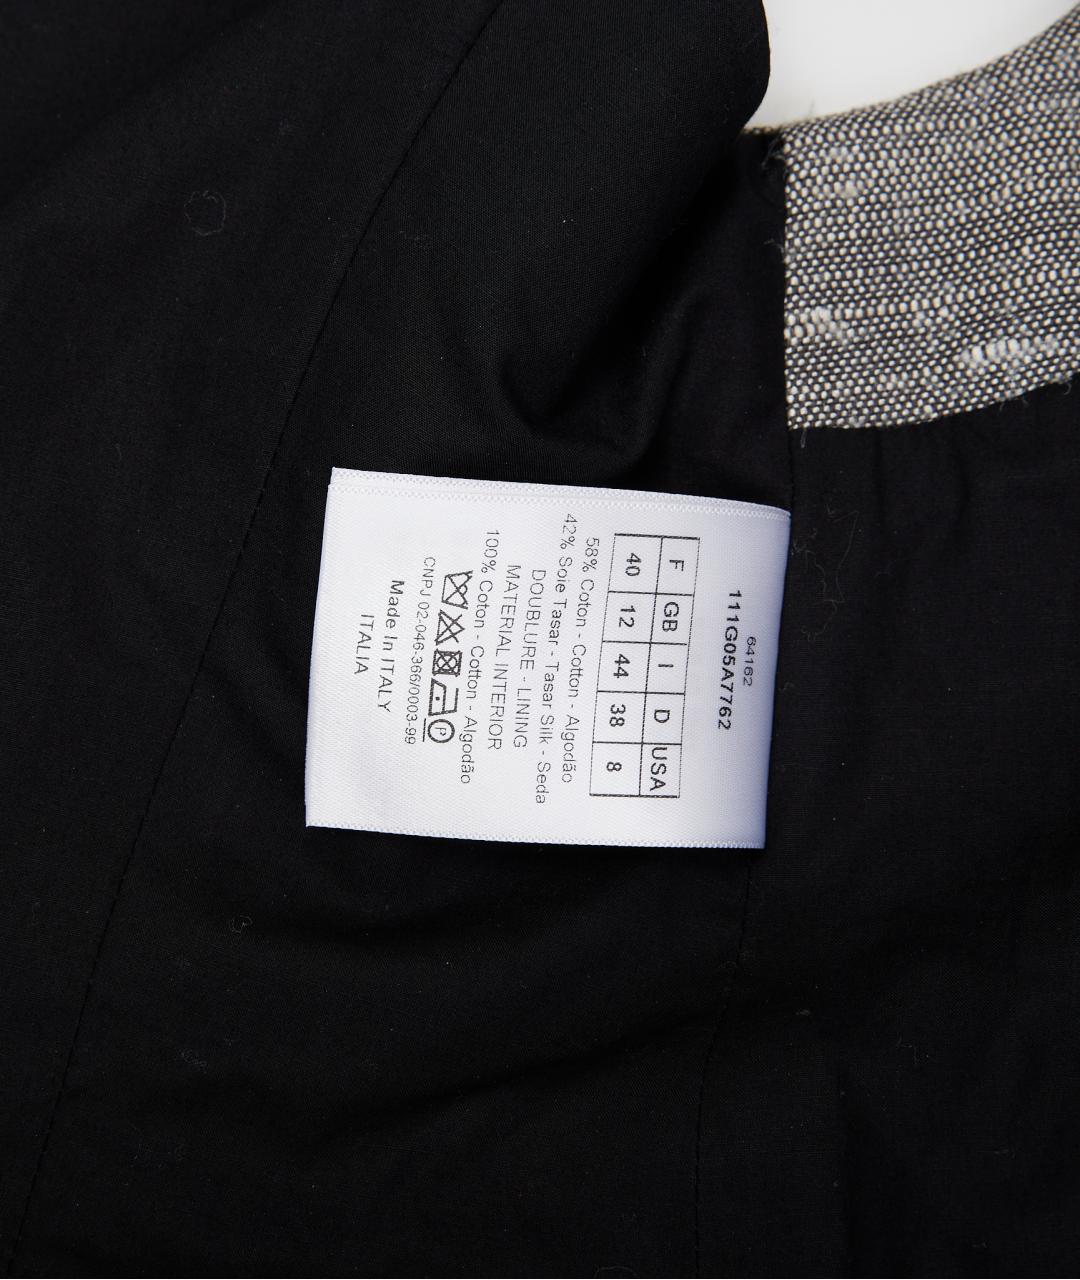 64162
111G05A7762
F GB I D USA
40 12 44 38 8
58% Coton - Cotton - Algodão
42% Soie Tasar - Tasar Silk - Seda
DOUBLURE - LINING
MATERIAL INTERIOR
100% Coton - Cotton - Algodão
P
CNPJ 02-046-366/0003-99
Made In ITALY
ITALIA